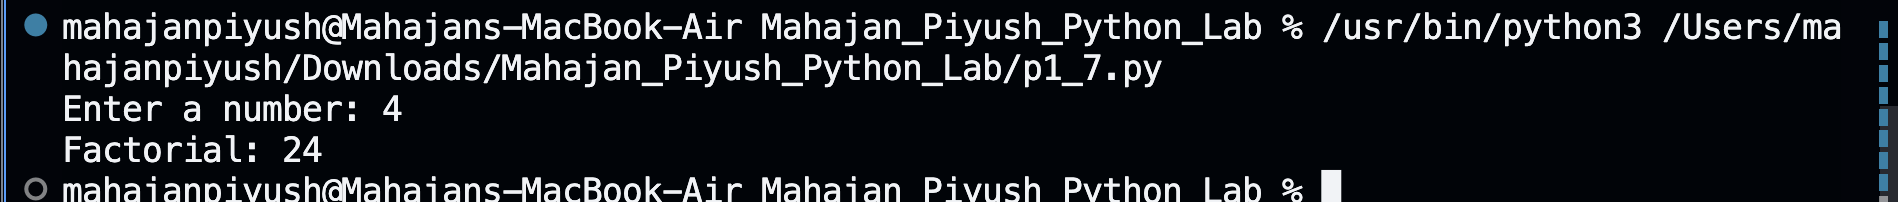 mahajanpiyush@Mahajans-MacBook-Air Mahajan_Piyush_Python_Lab % /usr/bin/python3 /Users/ma
hajanpiyush/Downloads/Mahajan_Piyush_Python_Lab/p1_7.py
Enter a number: 4
Factorial: 24
mahajanpiyush@Mahajans-MacBook-Air Mahajan_Piyush_Python_Lab %